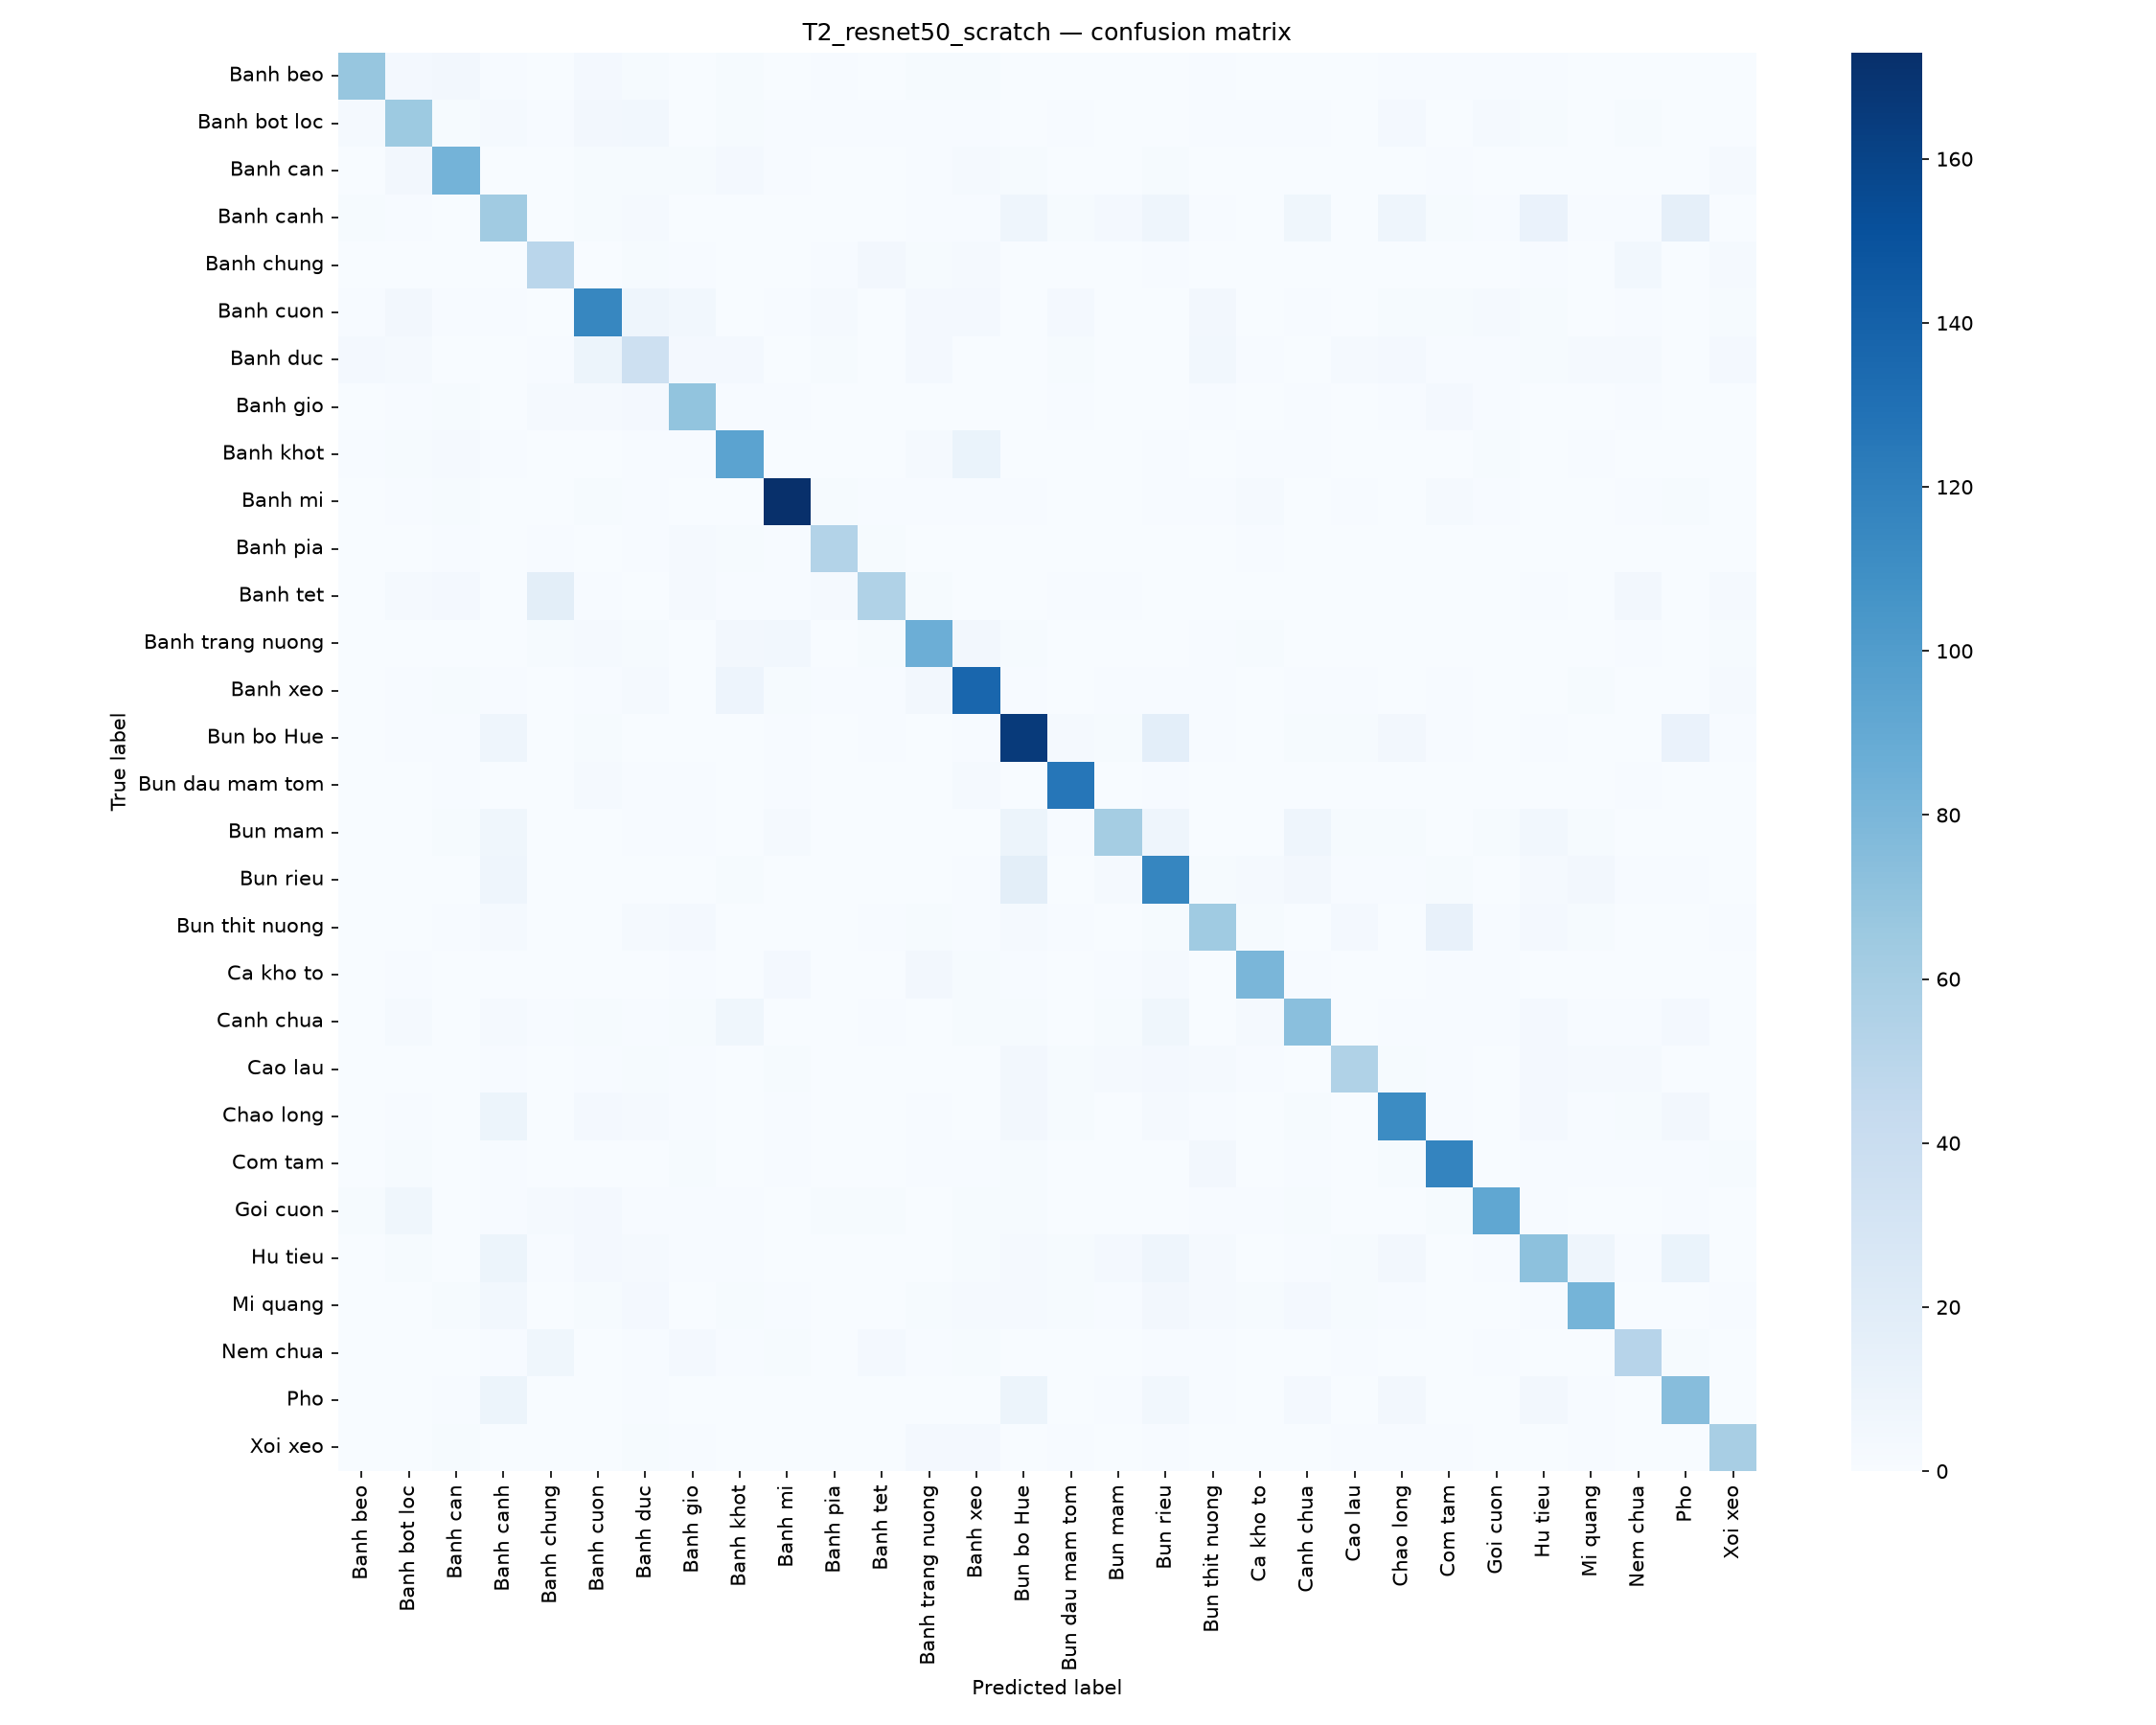 T2_resnet50_scratch — confusion matrix
True label
Banh beo
Banh bot loc
Banh can
Banh canh
Banh chung
Banh cuon
Banh duc
Banh gio
Banh khot
Banh mi
Banh pia
Banh tet
Banh trang nuong
Banh xeo
Bun bo Hue
Bun dau mam tom
Bun mam
Bun rieu
Bun thit nuong
Ca kho to
Canh chua
Cao lau
Chao long
Com tam
Goi cuon
Hu tieu
Mi quang
Nem chua
Pho
Xoi xeo
Banh beo
Banh bot loc
Banh can
Banh canh
Banh chung
Banh cuon
Banh duc
Banh gio
Banh khot
Banh mi
Banh pia
Banh tet
Banh trang nuong
Banh xeo
Bun bo Hue
Bun dau mam tom
Bun mam
Bun rieu
Bun thit nuong
Ca kho to
Canh chua
Cao lau
Chao long
Com tam
Goi cuon
Hu tieu
Mi quang
Nem chua
Pho
Xoi xeo
Predicted label
160
140
120
100
80
60
40
20
0